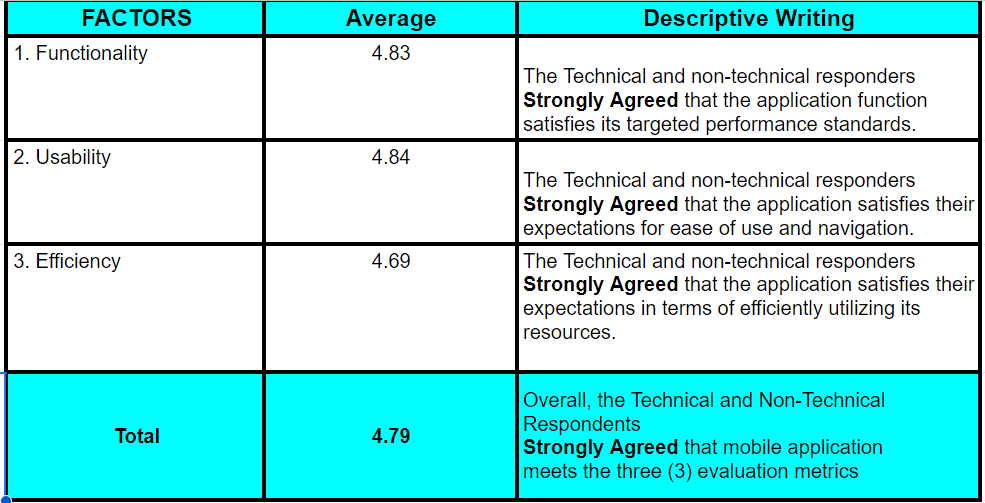 FACTORS Average Descriptive Writing
1. Functionality 4.83
The Technical and non-technical responders
Strongly Agreed that the application function
satisfies its targeted performance standards.
2. Usability 4.84
The Technical and non-technical responders
Strongly Agreed that the application satisfies their
expectations for ease of use and navigation.
3. Efficiency 4.69 The Technical and non-technical responders
Strongly Agreed that the application satisfies their
expectations in terms of efficiently utilizing its
resources.
Total 4.79
Overall, the Technical and Non-Technical
Respondents
Strongly Agreed that mobile application
meets the three (3) evaluation metrics